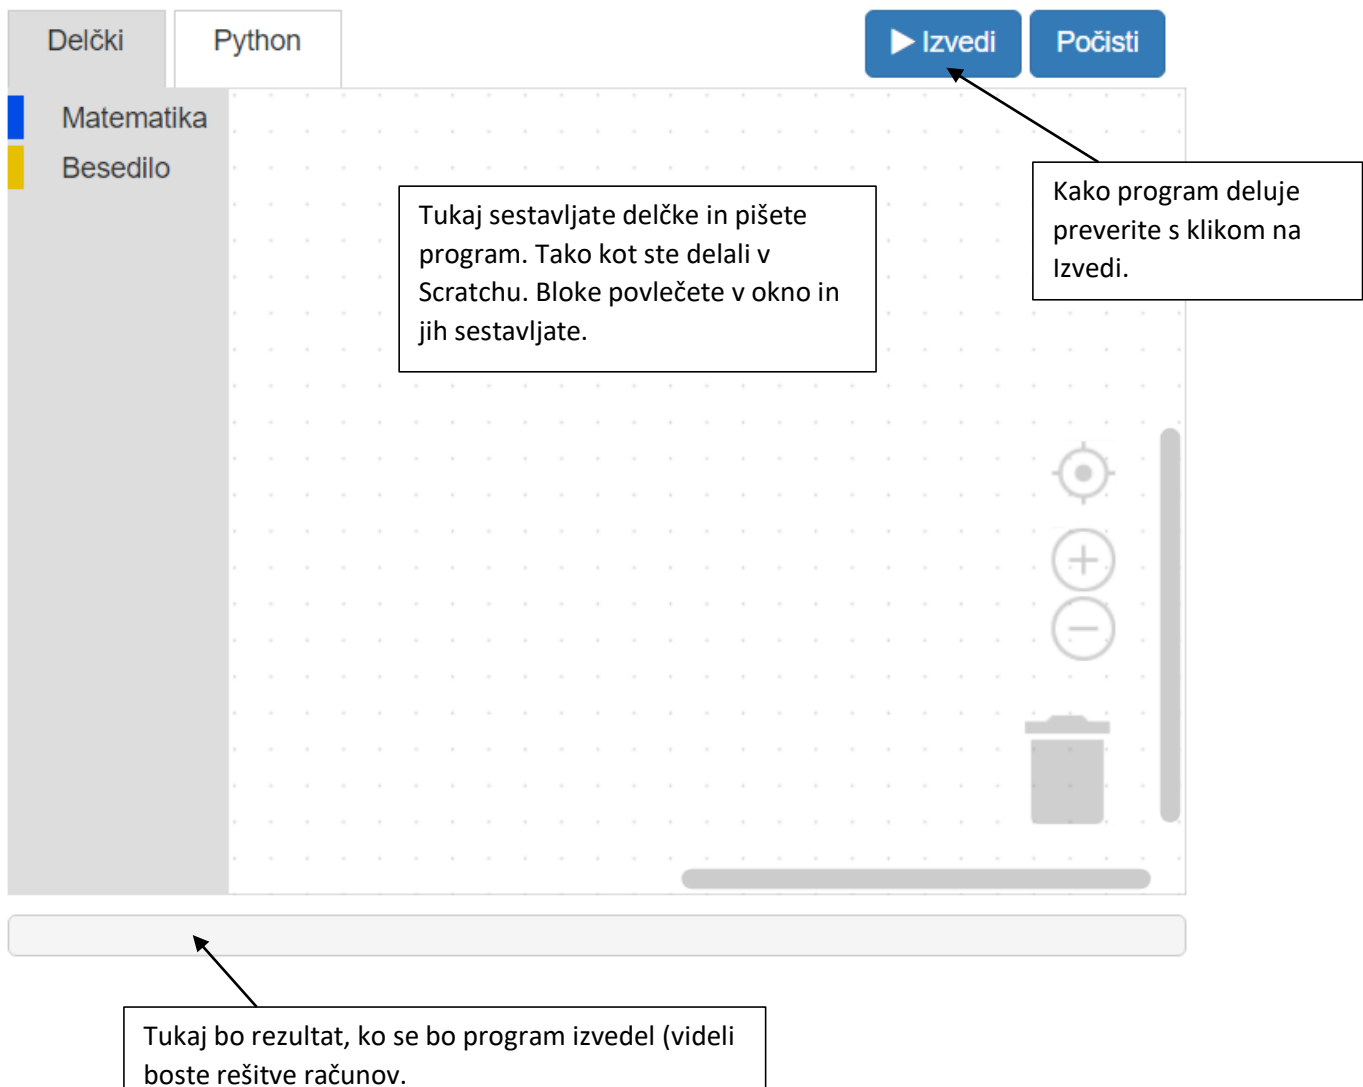 Delčki Python Izvedi Počisti
Matematika
Besedilo
Tukaj sestavljate delčke in pišete
program. Tako kot ste delali v
Scratchu. Bloke povlečete v okno in
jih sestavljate.
Kako program deluje
preverite s klikom na
Izvedi.
Tukaj bo rezultat, ko se bo program izvedel (videli
boste rešitve računov.